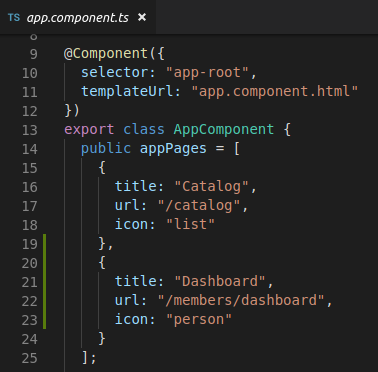 TS app.component.ts ×
8
9 @Component({
10 selector: "app-root",
11 templateUrl: "app.component.html"
12 })
13 export class AppComponent {
14 public appPages = [
15 {
16 title: "Catalog",
17 url: "/catalog",
18 icon: "list"
19 },
20 {
21 title: "Dashboard",
22 url: "/members/dashboard",
23 icon: "person"
24 }
25 ];